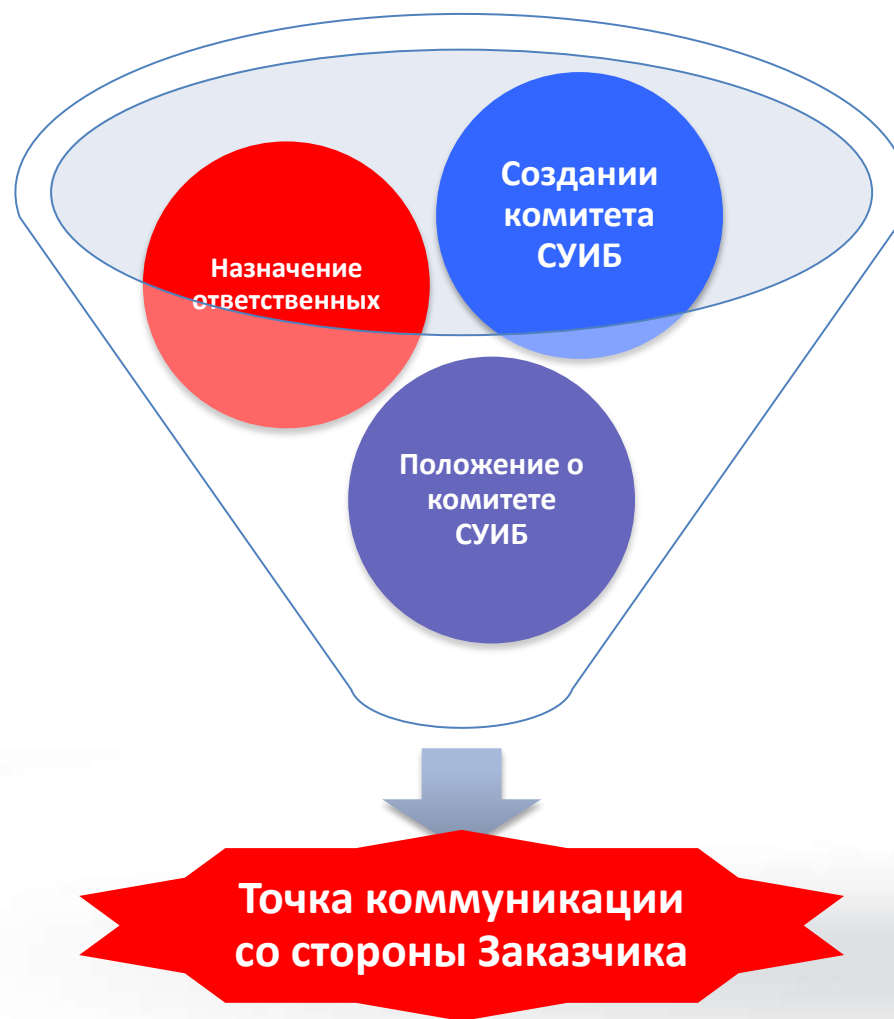 Создании
комитета
СУИБ
Назначение
ответственных
Положение о
комитете
СУИБ
Точка коммуникации
со стороны Заказчика